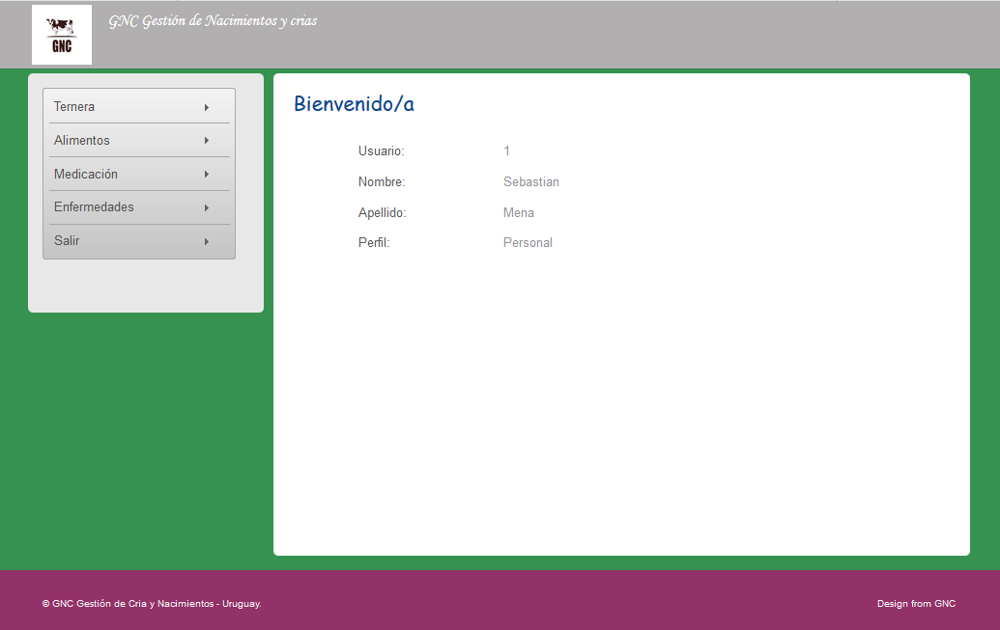 GNC Gestión de Nacimientos y crias
GNC
Ternera
Alimentos
Medicación
Enfermedades
Salir
Bienvenido/a
Usuario: 1
Nombre: Sebastian
Apellido: Mena
Perfil: Personal
© GNC Gestión de Cria y Nacimientos - Uruguay.
Design from GNC